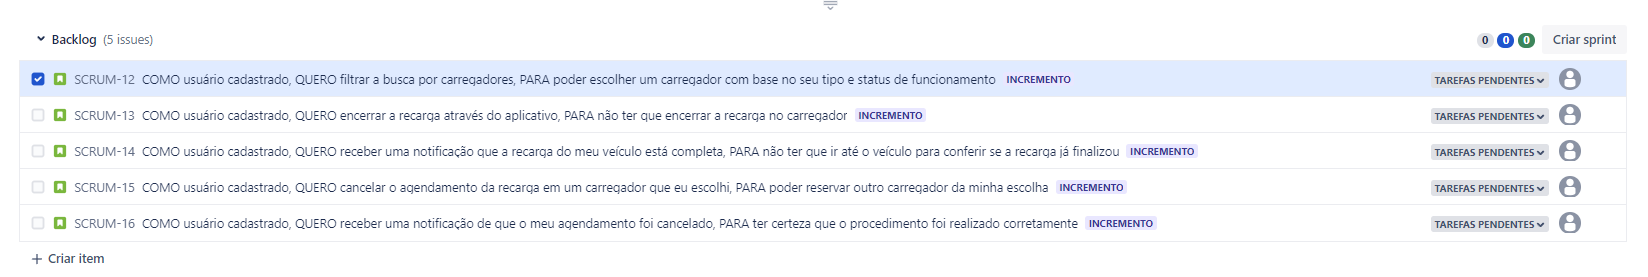 Backlog (5 issues) 0 0 0 Criar sprint
SCRUM-12 COMO usuário cadastrado, QUERO filtrar a busca por carregadores, PARA poder escolher um carregador com base no seu tipo e status de funcionamento INCREMENTO TAREFAS PENDENTES
SCRUM-13 COMO usuário cadastrado, QUERO encerrar a recarga através do aplicativo, PARA não ter que encerrar a recarga no carregador INCREMENTO TAREFAS PENDENTES
SCRUM-14 COMO usuário cadastrado, QUERO receber uma notificação que a recarga do meu veículo está completa, PARA não ter que ir até o veículo para conferir se a recarga já finalizou INCREMENTO TAREFAS PENDENTES
SCRUM-15 COMO usuário cadastrado, QUERO cancelar o agendamento da recarga em um carregador que eu escolhi, PARA poder reservar outro carregador da minha escolha INCREMENTO TAREFAS PENDENTES
SCRUM-16 COMO usuário cadastrado, QUERO receber uma notificação de que o meu agendamento foi cancelado, PARA ter certeza que o procedimento foi realizado corretamente INCREMENTO TAREFAS PENDENTES
+ Criar item